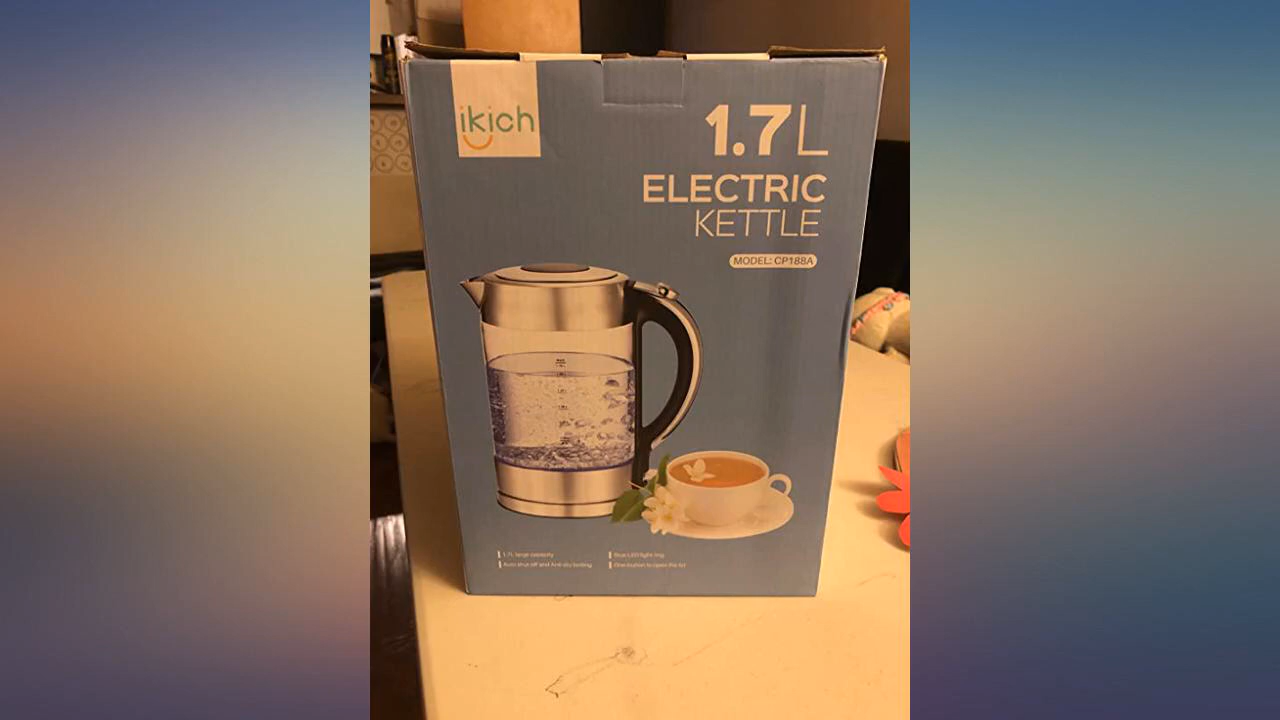 ikich
1.7L
ELECTRIC
KETTLE
MODEL: CP188A
1.7L large capacity
Auto shut off and Anti-dry boiling
Blue LED light ring
One-button to open the lid